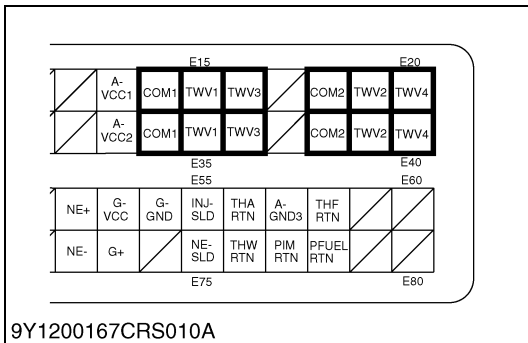 E15 E20
A-VCC1 COM1 TWV1 TWV3 COM2 TWV2 TWV4
A-VCC2 COM1 TWV1 TWV3 COM2 TWV2 TWV4
E35 E40
E55 E60
NE+ G-VCC G-GND INJ-SLD THA RTN A-GND3 THF RTN
NE- G+ NE-SLD THW RTN PIM RTN PFUEL RTN
E75 E80
9Y1200167CRS010A